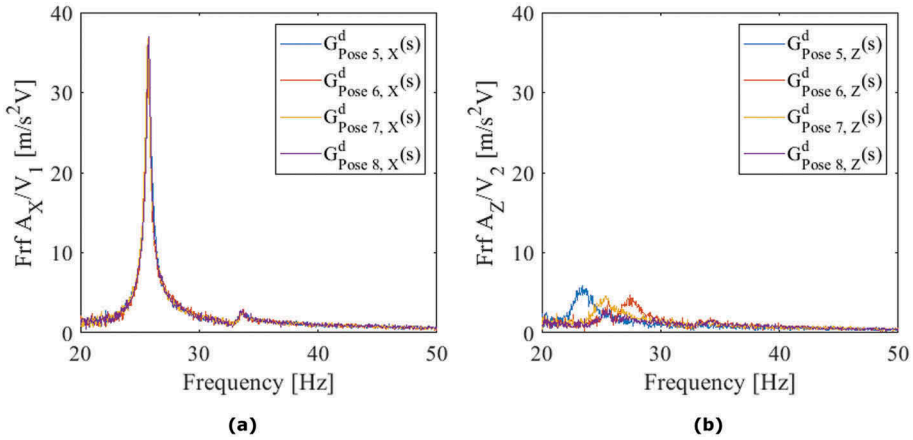 40
30
20
10
0
Frf A_X/V_1 [m/s^2V]
G^d_Pose 5, X(s)
G^d_Pose 6, X(s)
G^d_Pose 7, X(s)
G^d_Pose 8, X(s)
20 30 40 50
Frequency [Hz]
(a)
40
30
20
10
0
Frf A_Z/V_2 [m/s^2V]
G^d_Pose 5, Z(s)
G^d_Pose 6, Z(s)
G^d_Pose 7, Z(s)
G^d_Pose 8, Z(s)
20 30 40 50
Frequency [Hz]
(b)